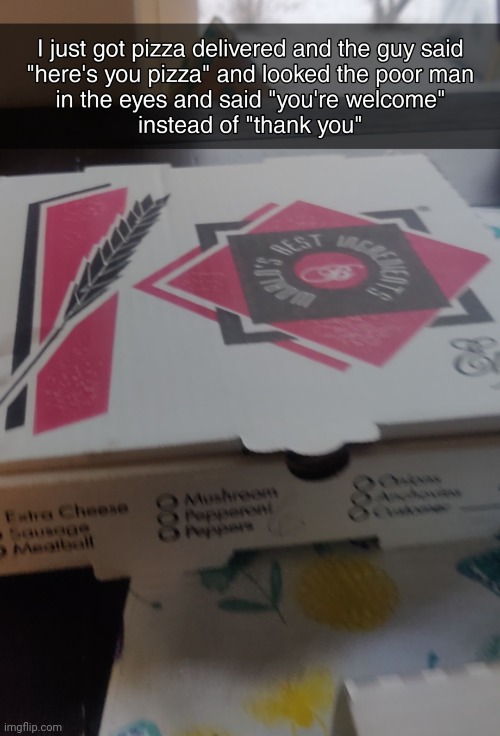 I just got pizza delivered and the guy said
"here's you pizza" and looked the poor man
in the eyes and said "you're welcome"
instead of "thank you"
WORLD'S BEST INGREDIENTS
Extra Cheese
Sausage
Meatball
Mushroom
Pepperoni
Peppers
Onions
Anchovies
imgflip.com